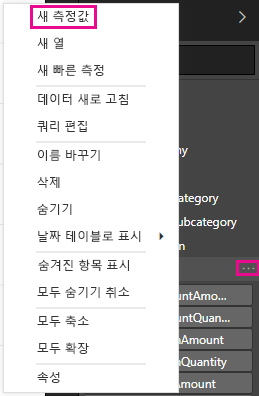 새 측정값
새 열
새 빠른 측정
데이터 새로 고침
쿼리 편집
이름 바꾸기
삭제
숨기기
날짜 테이블로 표시
숨겨진 항목 표시
모두 숨기기 취소
모두 축소
모두 확장
속성
category
ubcategory
untAmo...
untQuan...
Amount
Quantity
Amount